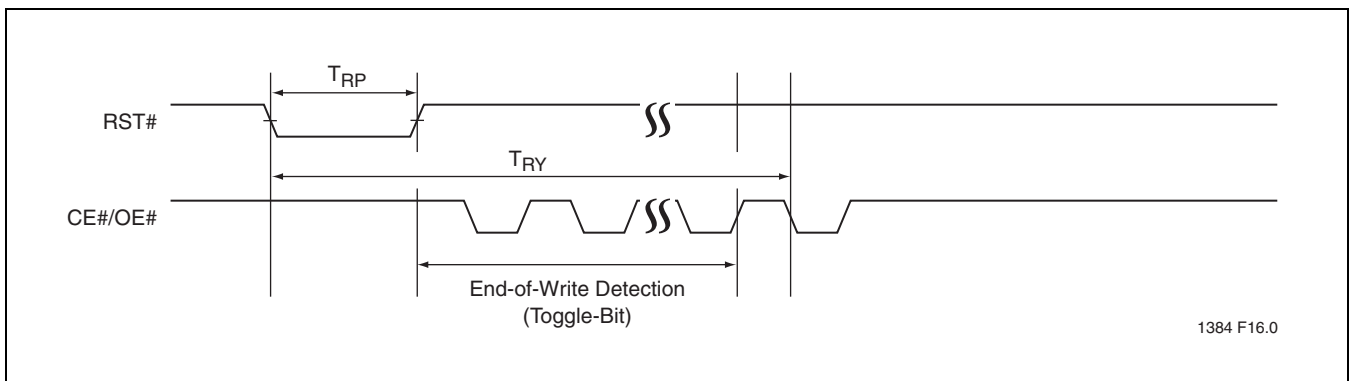 T_RP
RST#
T_RY
CE#/OE#
End-of-Write Detection
(Toggle-Bit)
1384 F16.0